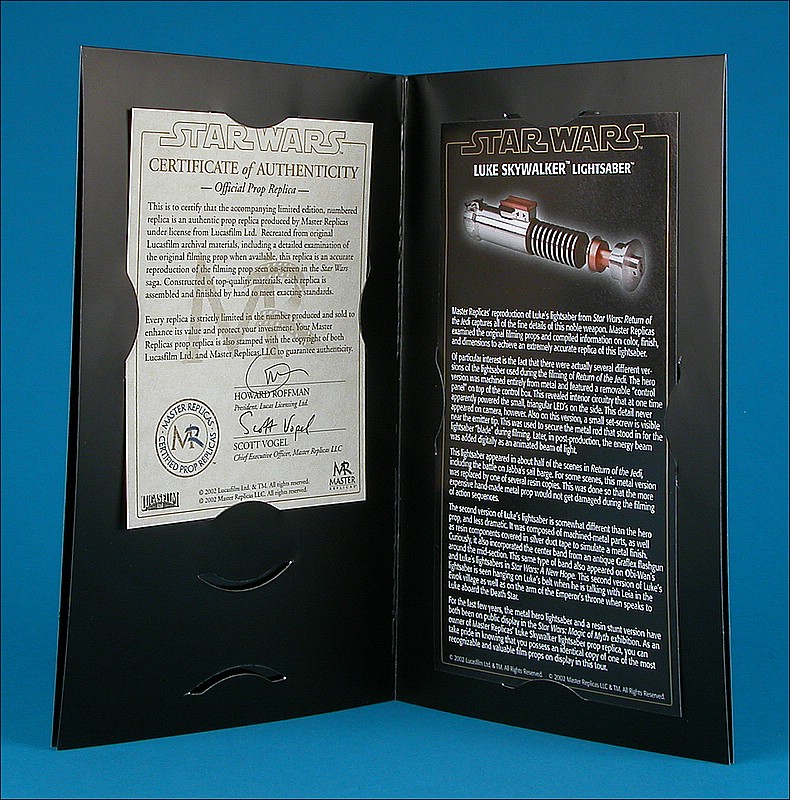 STAR WARS™
CERTIFICATE of AUTHENTICITY
— Official Prop Replica —
This is to certify that the accompanying limited edition, numbered
replica is an authentic prop replica produced by Master Replicas
under license from Lucasfilm Ltd. Recreated from original
Lucasfilm archival materials, including a detailed examination of
the original filming prop when available, this replica is an accurate
reproduction of the filming prop seen on-screen in the Star Wars
saga. Constructed of top-quality materials, each replica is
assembled and finished by hand to most exacting standards.
Every replica is strictly limited in the number produced and sold to
enhance its value and protect your investment. Your Master
Replicas prop replica is also stamped with the copyright of both
Lucasfilm Ltd. and Master Replicas LLC to guarantee authenticity.
HOWARD ROFFMAN
President, Lucas Licensing Ltd.
Scott Vogel
SCOTT VOGEL
Chief Executive Officer, Master Replicas LLC
MASTER REPLICAS
MR
CERTIFIED PROP REPLICA
LUCASFILM
LTD
© 2002 Lucasfilm Ltd. & TM. All rights reserved.
© 2002 Master Replicas LLC. All rights reserved.
MR
MASTER
REPLICAS
STAR WARS™
LUKE SKYWALKER™ LIGHTSABER™
Master Replicas' reproduction of Luke's lightsaber from Star Wars: Return of
the Jedi captures all of the fine details of this noble weapon. Master Replicas
examined the original filming props and compiled information on color, finish,
and dimensions to achieve an extremely accurate replica of this lightsaber.
Of particular interest is the fact that there were actually several different ver-
sions of the lightsaber used during the filming of Return of the Jedi. The hero
version was machined entirely from metal and featured a removable "control
panel" on top of the control box. This revealed interior circuitry that at one time
apparently powered the small, triangular LED's on the side. This detail never
appeared on camera, however. Also on this version, a small set-screw is visible
near the emitter tip. This was used to secure the metal rod that stood in for the
lightsaber "blade" during filming. Later, in post-production, the energy beam
was added digitally as an animated beam of light.
This lightsaber appeared in about half of the scenes in Return of the Jedi,
including the battle on Jabba's sail barge. For some scenes, this metal version
was replaced by one of several resin copies. This was done so that the more
expensive hand-made metal prop would not get damaged during the filming
of action sequences.
The second version of Luke's lightsaber is somewhat different than the hero
prop, and less dramatic. It was composed of machined-metal parts, as well
as resin components covered in silver duct tape to simulate a metal finish.
Curiously, it also incorporated the center band from an antique Graflex flashgun
around the mid-section. This same type of band also appeared on Obi-Wan's
and Luke's lightsabers in Star Wars: A New Hope. This second version of Luke's
lightsaber is seen hanging on Luke's belt when he is talking with Leia in the
Ewok village as well as on the arm of the Emperor's throne when speaks to
Luke aboard the Death Star.
For the last few years, the metal hero lightsaber and a resin stunt version have
both been on public display in the Star Wars: Magic of Myth exhibition. As an
owner of Master Replicas' Luke Skywalker lightsaber prop replica, you can
take pride in knowing that you possess an identical copy of one of the most
recognizable and valuable film props on display in this tour.
© 2002 Lucasfilm Ltd. & TM. All Rights Reserved. © 2002 Master Replicas LLC & TM. All Rights Reserved.